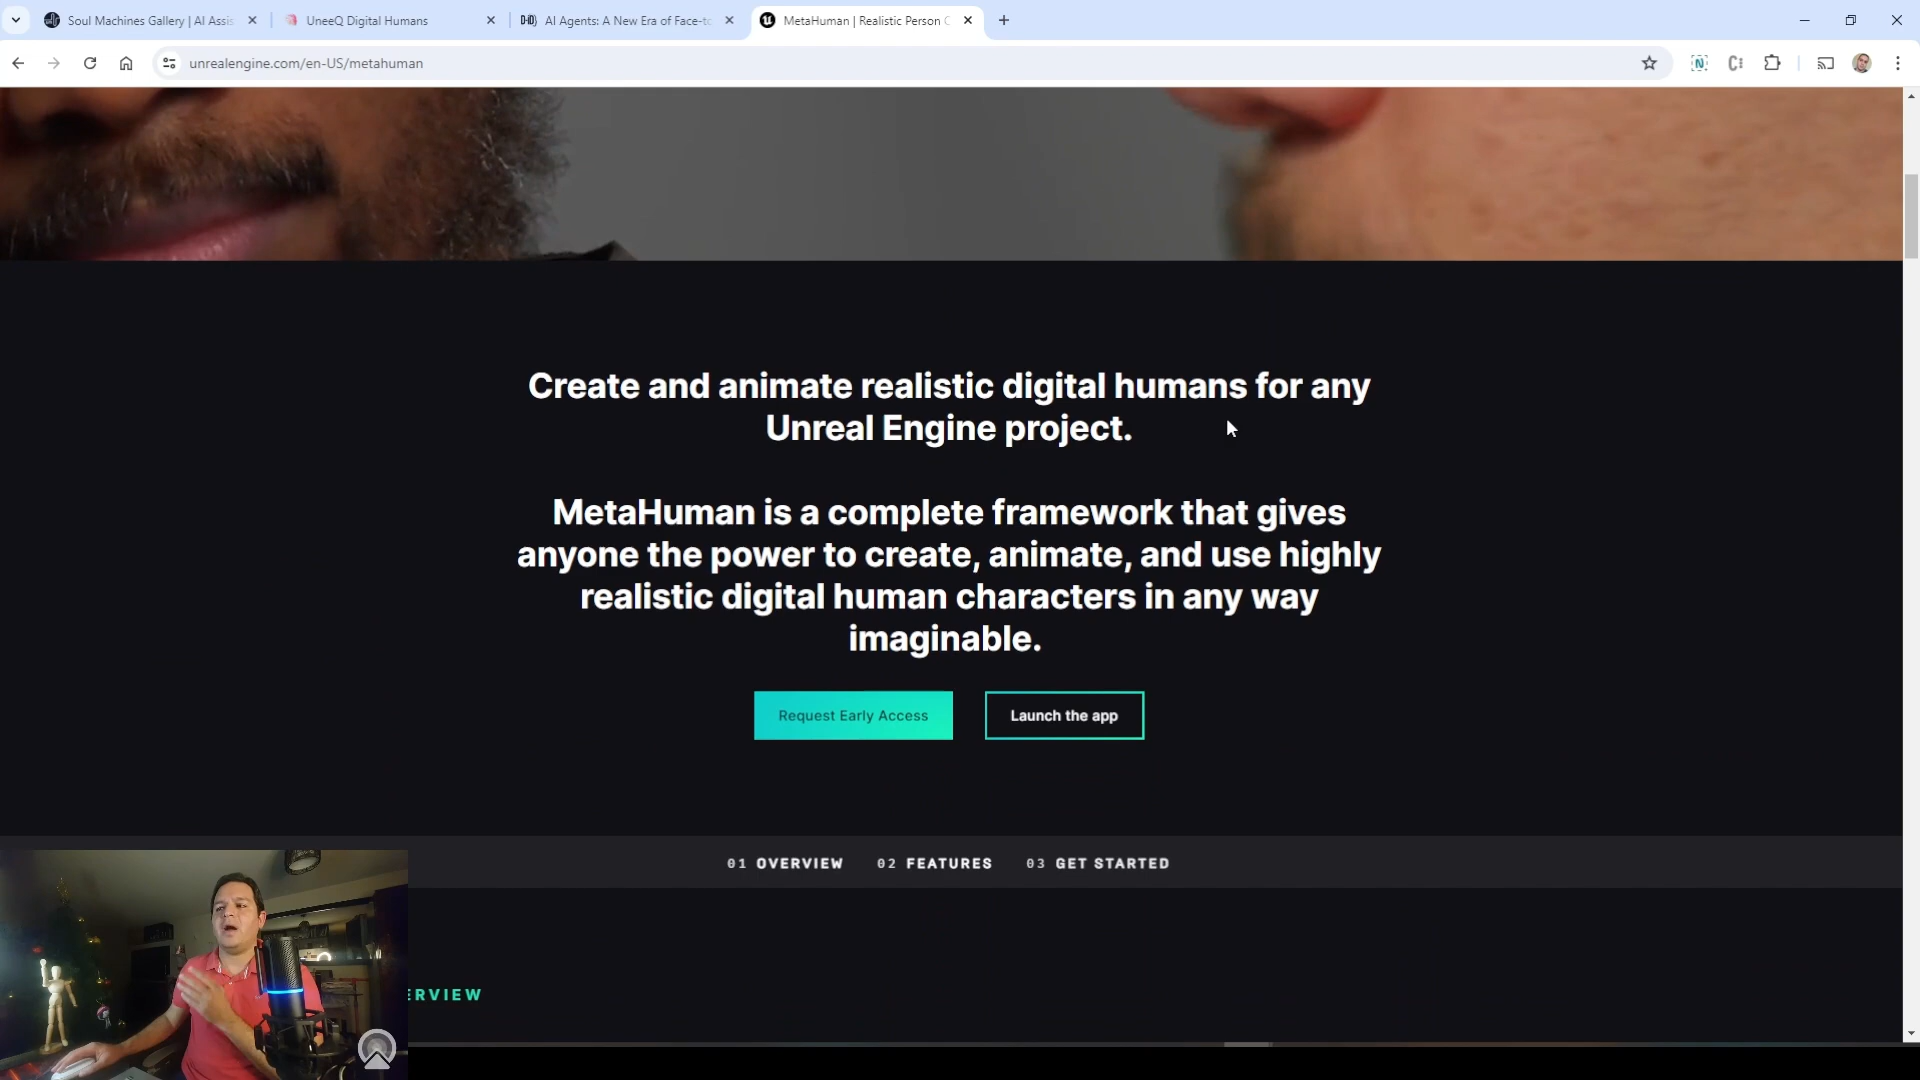 Soul Machines Gallery | AI Assis
UneeQ Digital Humans
D-ID
AI Agents: A New Era of Face-to
MetaHuman | Realistic Person C
unrealengine.com/en-US/metahuman
Create and animate realistic digital humans for any
Unreal Engine project.
MetaHuman is a complete framework that gives
anyone the power to create, animate, and use highly
realistic digital human characters in any way
imaginable.
Request Early Access
Launch the app
01 OVERVIEW
02 FEATURES
03 GET STARTED
ERVIEW